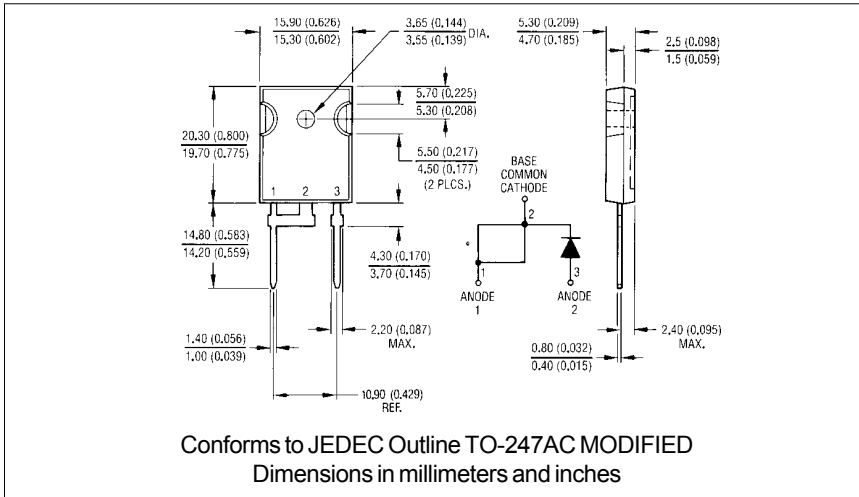 15.90 (0.626)
15.30 (0.602)
3.65 (0.144)
3.55 (0.139)
DIA.
5.30 (0.209)
4.70 (0.185)
2.5 (0.098)
1.5 (0.059)
5.70 (0.225)
5.30 (0.208)
20.30 (0.800)
19.70 (0.775)
5.50 (0.217)
4.50 (0.177)
(2 PLCS.)
BASE
COMMON
CATHODE
1 2 3
2
14.80 (0.583)
14.20 (0.559)
4.30 (0.170)
3.70 (0.145)
1
3
ANODE
1
ANODE
2
1.40 (0.056)
1.00 (0.039)
2.20 (0.087)
MAX.
2.40 (0.095)
MAX.
0.80 (0.032)
0.40 (0.015)
10.90 (0.429)
REF.
Conforms to JEDEC Outline TO-247AC MODIFIED
Dimensions in millimeters and inches